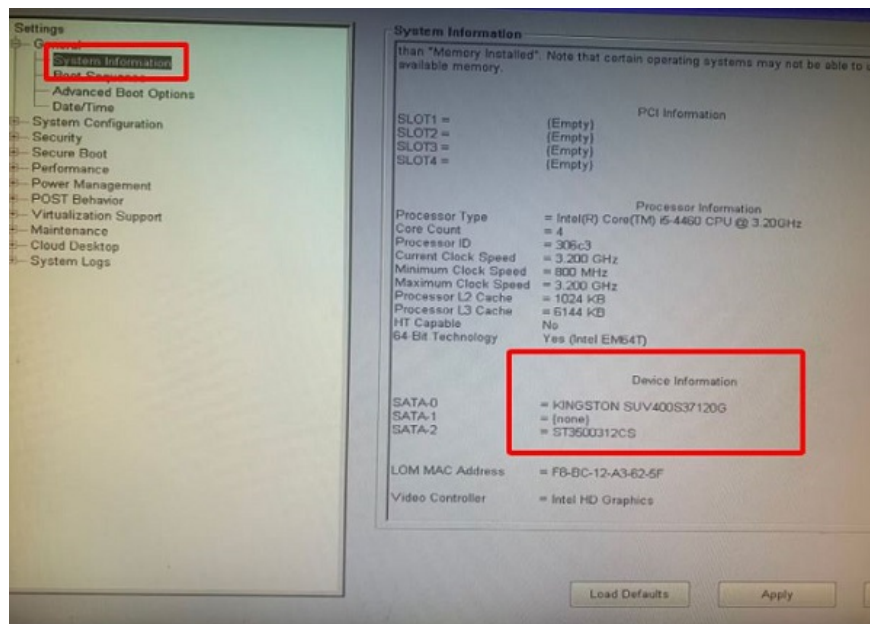 Settings
General
System Information
Boot Sequence
Advanced Boot Options
Date/Time
System Configuration
Security
Secure Boot
Performance
Power Management
POST Behavior
Virtualization Support
Maintenance
Cloud Desktop
System Logs
System Information
than "Memory Installed". Note that certain operating systems may not be able to
available memory.
PCI Information
SLOT1 = {Empty}
SLOT2 = {Empty}
SLOT3 = {Empty}
SLOT4 = {Empty}
Processor Information
Processor Type = Intel(R) Core(TM) i5-4460 CPU @ 3.20GHz
Core Count = 4
Processor ID = 306c3
Current Clock Speed = 3.200 GHz
Minimum Clock Speed = 800 MHz
Maximum Clock Speed = 3.200 GHz
Processor L2 Cache = 1024 KB
Processor L3 Cache = 6144 KB
HT Capable No
64-Bit Technology Yes (Intel EM64T)
Device Information
SATA-0 = KINGSTON SUV400S37120G
SATA-1 = {none}
SATA-2 = ST3500312CS
LOM MAC Address = F8-BC-12-A3-62-5F
Video Controller = Intel HD Graphics
Load Defaults
Apply